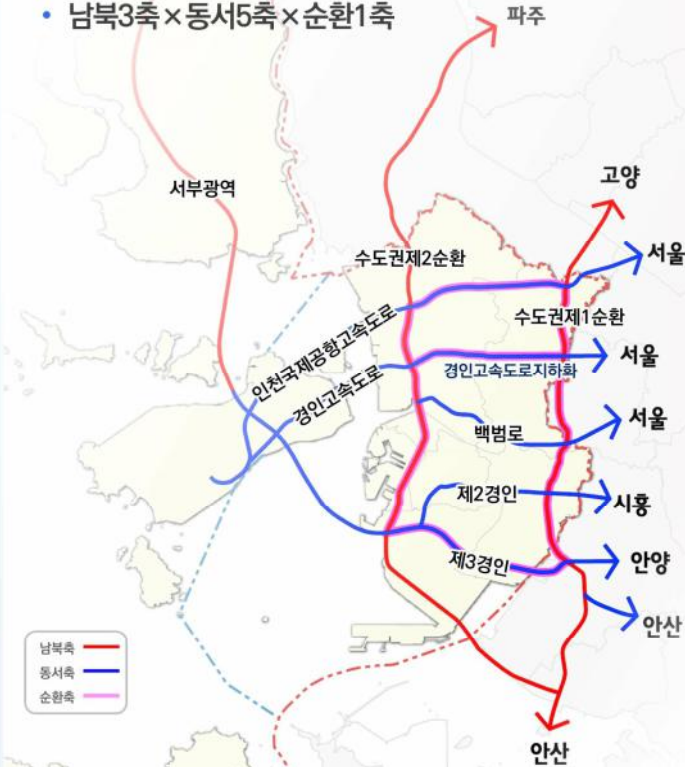 • 남북3축×동서5축×순환1축
파주
고양
서부광역
서울
수도권제2순환
수도권제1순환
인천국제공항고속도로
서울
경인고속도로
경인고속도로지하화
서울
백범로
제2경인
시흥
제3경인
안양
안산
남북축
동서축
순환축
안산